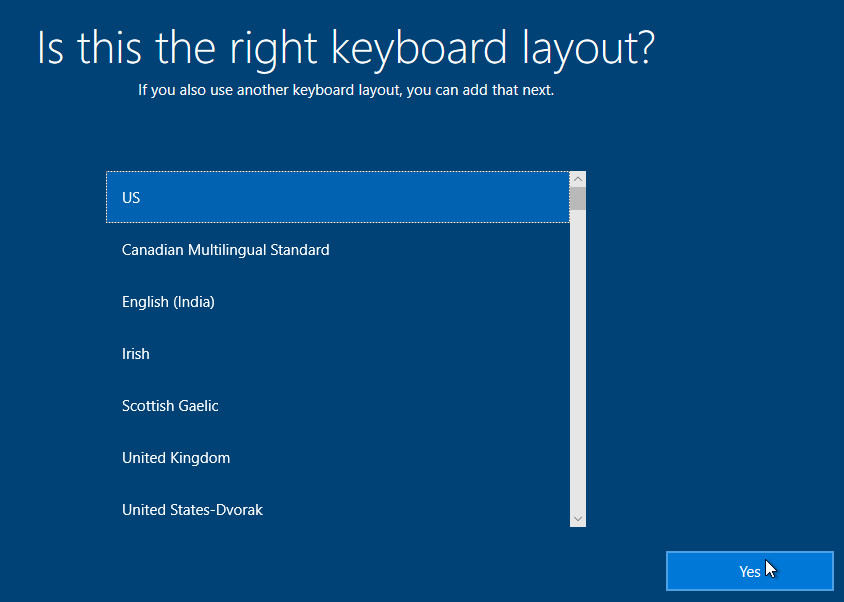 Is this the right keyboard layout?
If you also use another keyboard layout, you can add that next.
US
Canadian Multilingual Standard
English (India)
Irish
Scottish Gaelic
United Kingdom
United States-Dvorak
Yes